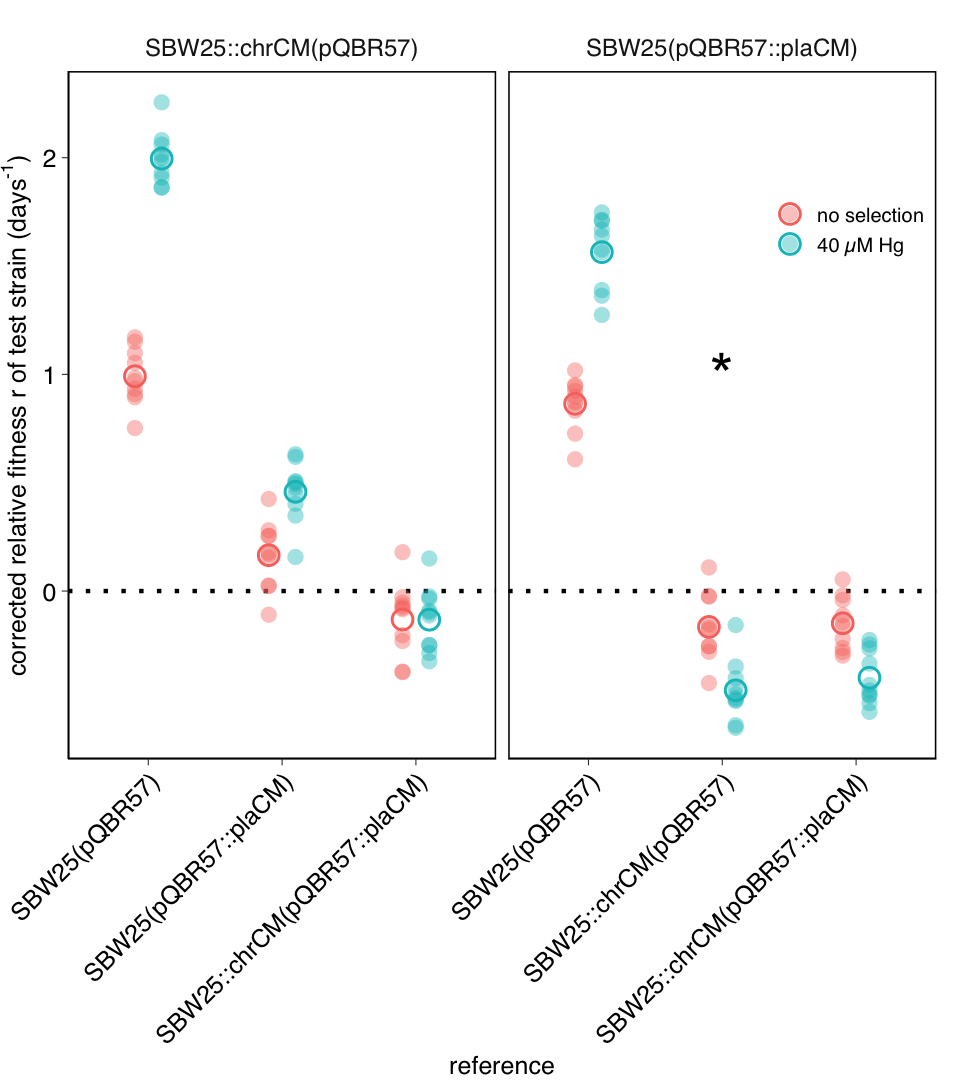 SBW25::chrCM(pQBR57)
SBW25(pQBR57::plaCM)
corrected relative fitness r of test strain (days-1)
2
1
0
no selection
40 µM Hg
*
SBW25(pQBR57)
SBW25(pQBR57::plaCM)
SBW25::chrCM(pQBR57::plaCM)
SBW25(pQBR57)
SBW25::chrCM(pQBR57)
SBW25::chrCM(pQBR57::plaCM)
reference